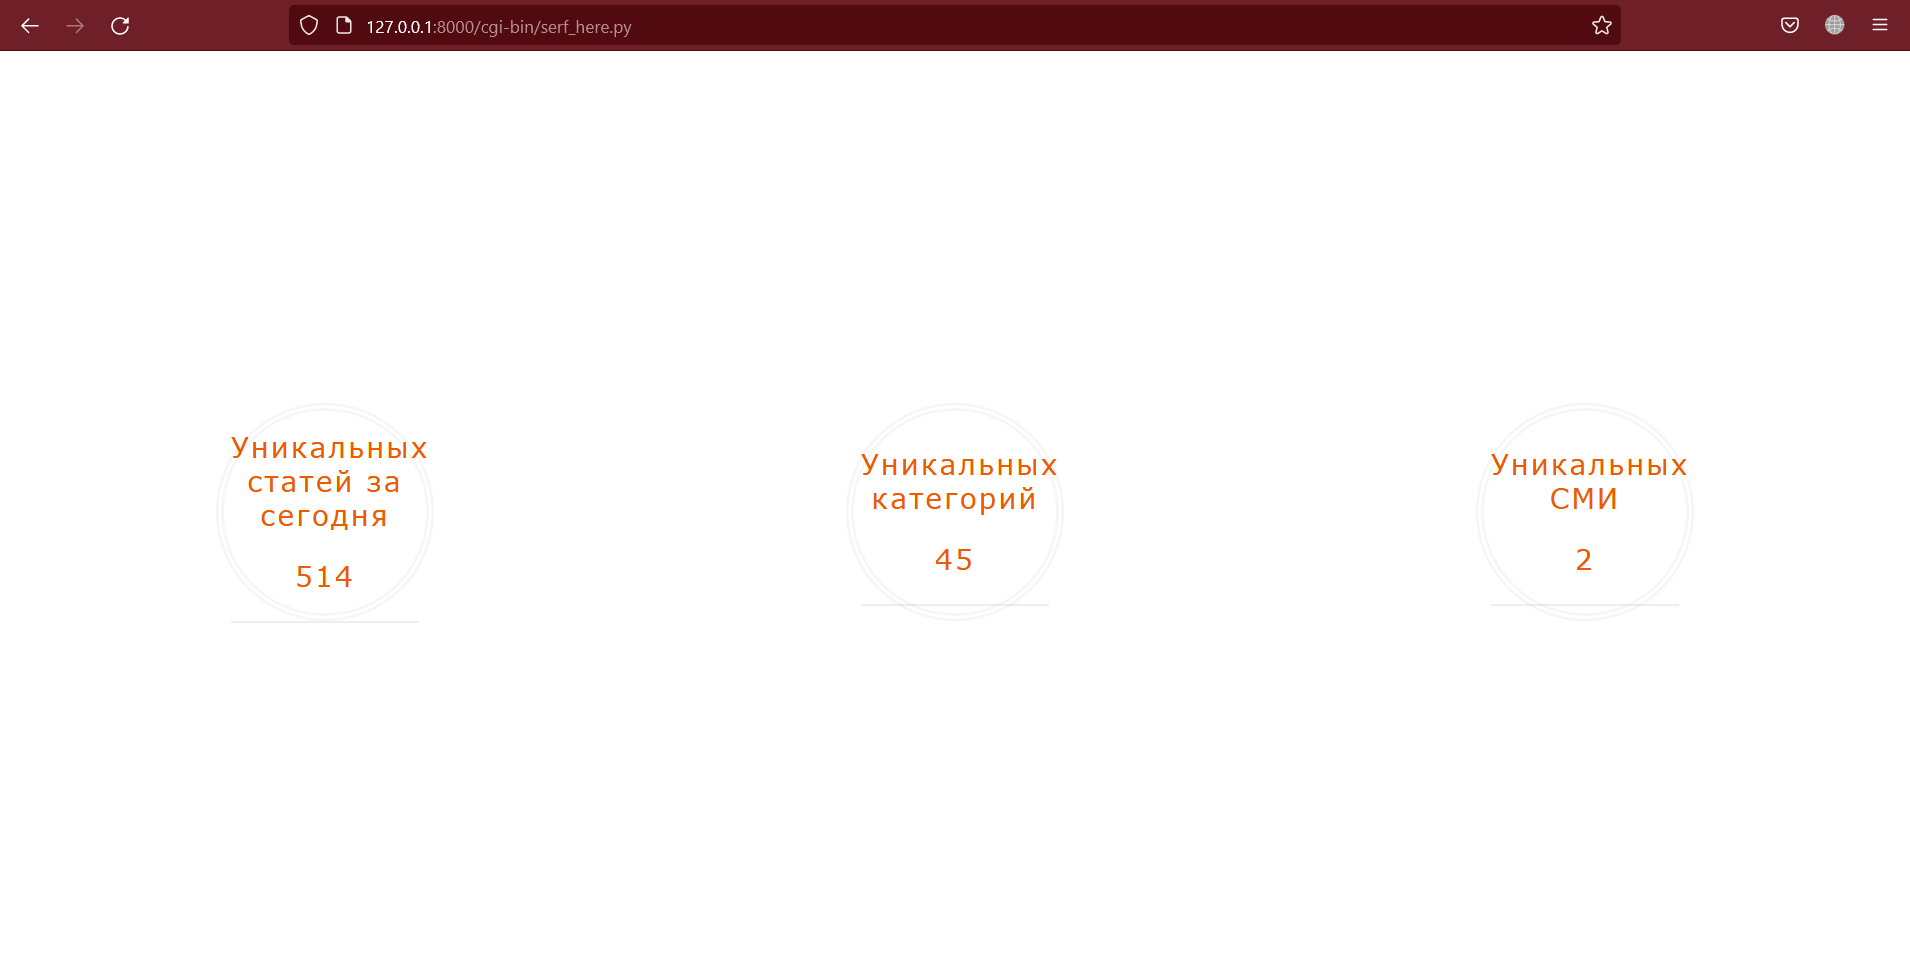 127.0.0.1:8000/cgi-bin/serf_here.py
Уникальных
статей за
сегодня
514
Уникальных
категорий
45
Уникальных
СМИ
2